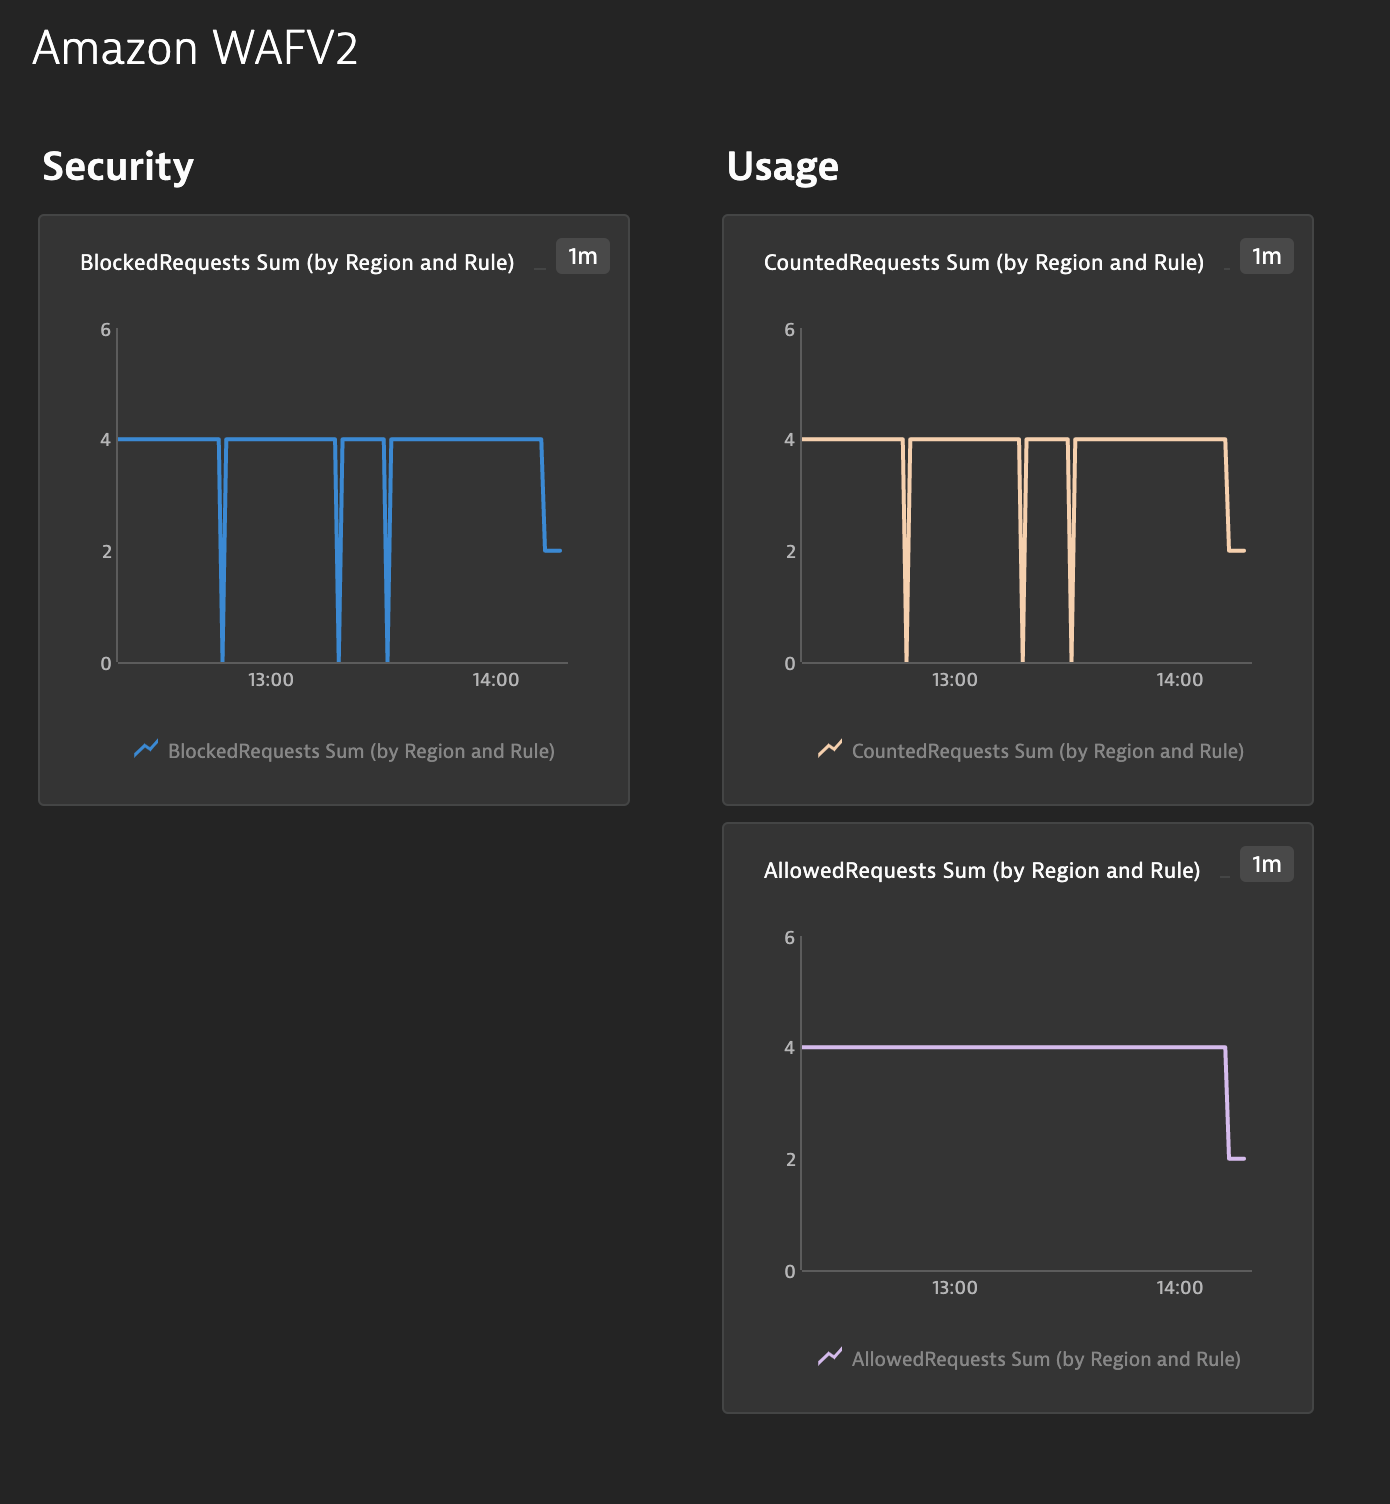 Amazon WAFV2
Security
BlockedRequests Sum (by Region and Rule)
1m
6
4
2
0
13:00
14:00
BlockedRequests Sum (by Region and Rule)
Usage
CountedRequests Sum (by Region and Rule)
1m
6
4
2
0
13:00
14:00
CountedRequests Sum (by Region and Rule)
AllowedRequests Sum (by Region and Rule)
1m
6
4
2
0
13:00
14:00
AllowedRequests Sum (by Region and Rule)